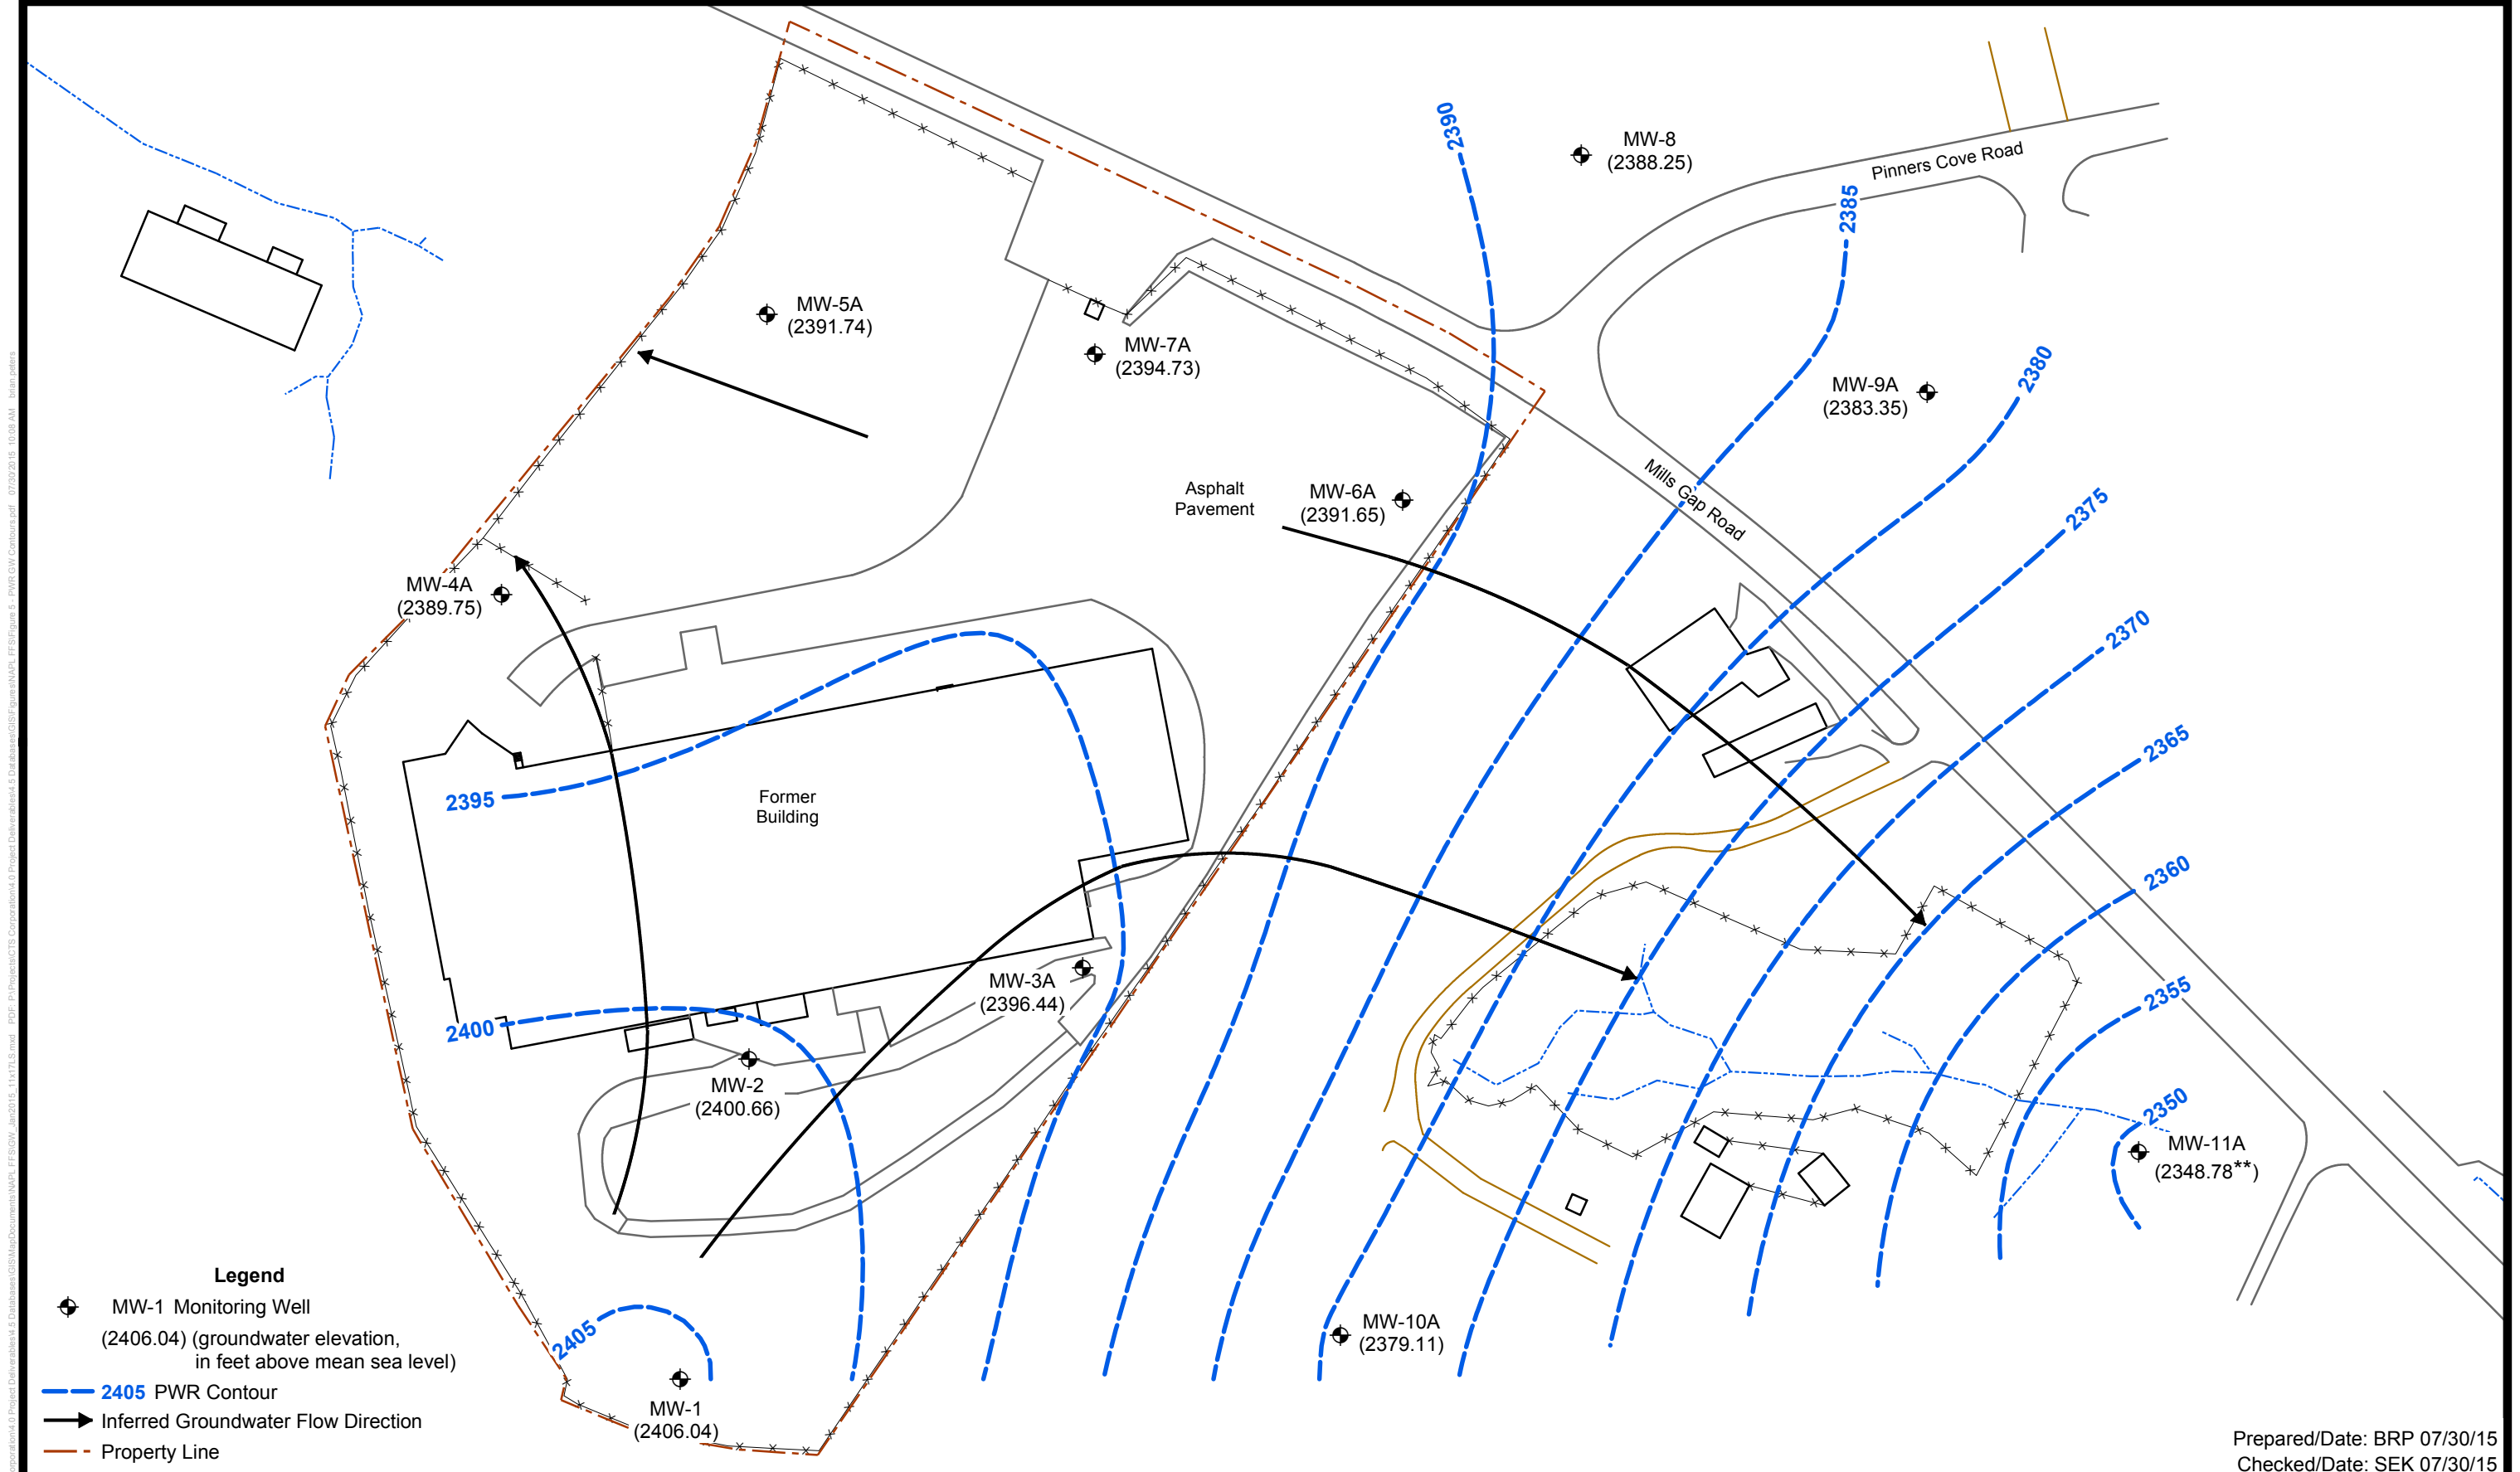 2390
MW-8
(2388.25)
Pinners Cove Road
2385
MW-5A
(2391.74)
MW-7A
(2394.73)
2380
MW-9A
(2383.35)
Mills Gap Road
Asphalt
Pavement
MW-6A
(2391.65)
2375
MW-4A
(2389.75)
2370
2395
Former
Building
2365
2360
MW-3A
(2396.44)
2355
2400
MW-2
(2400.66)
2350
MW-11A
(2348.78**)
2405
MW-10A
(2379.11)
MW-1
(2406.04)
Legend
MW-1 Monitoring Well
(2406.04) (groundwater elevation,
in feet above mean sea level)
2405 PWR Contour
Inferred Groundwater Flow Direction
Property Line
Prepared/Date: BRP 07/30/15
Checked/Date: SEK 07/30/15